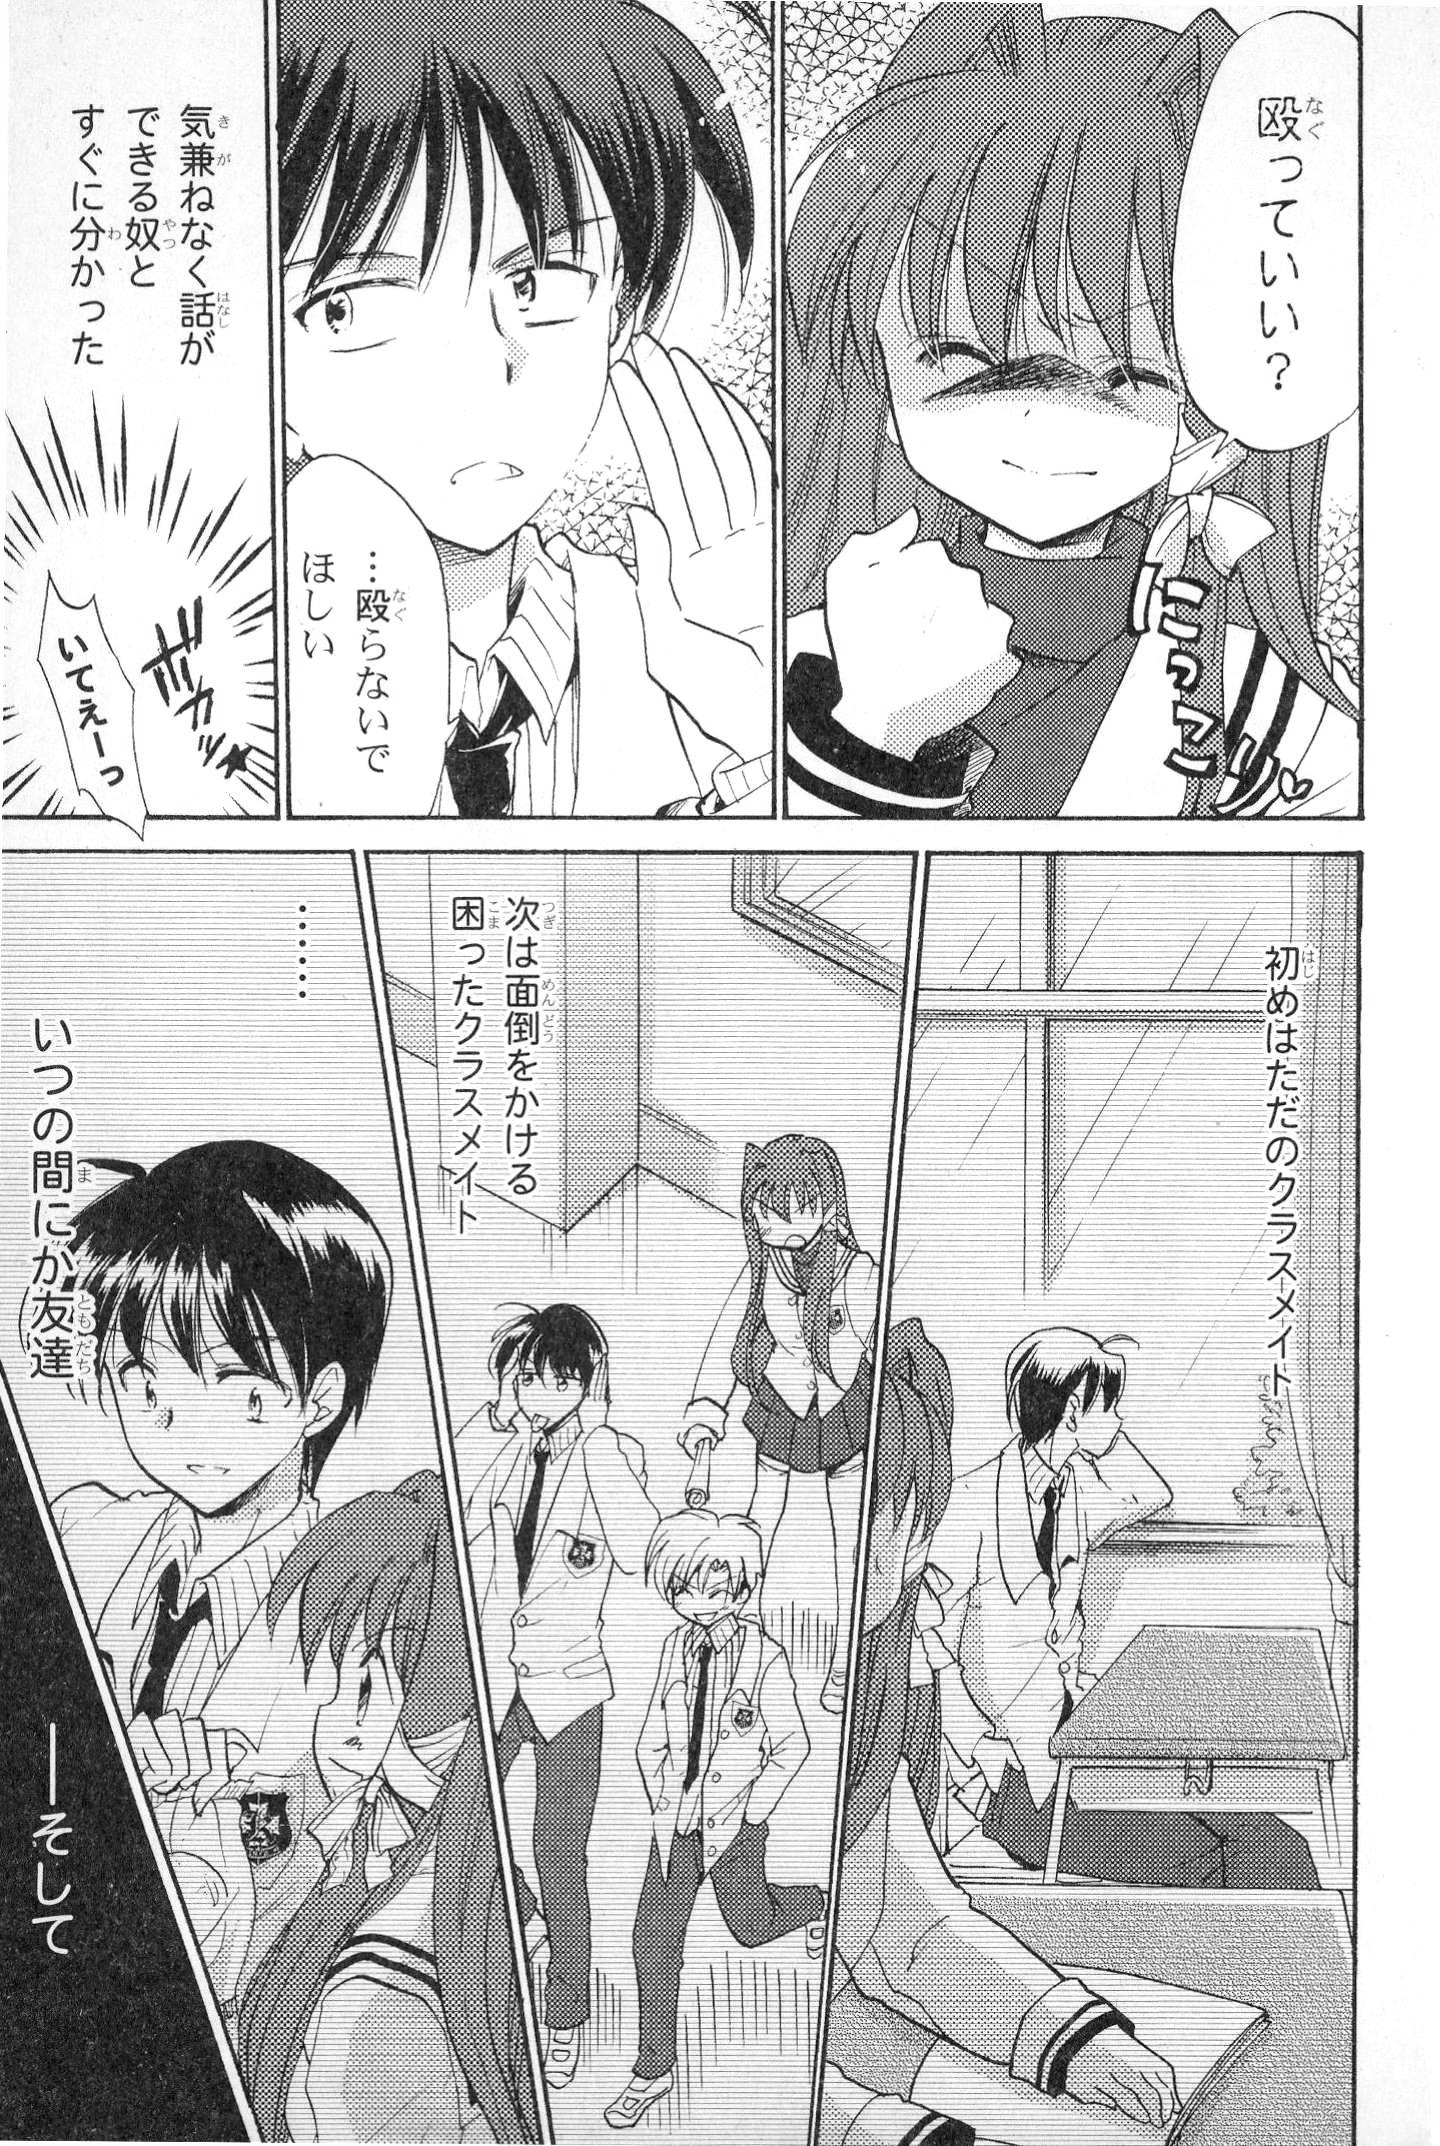 殴っていい？
にっこり♡
…殴らないで
ほしい
気兼ねなく話が
できる奴と
すぐに分かった
ボカッ★
いてぇーっ
初めはただのクラスメイト
次は面倒をかける
困ったクラスメイト
……
いつの間にか友達
──そして